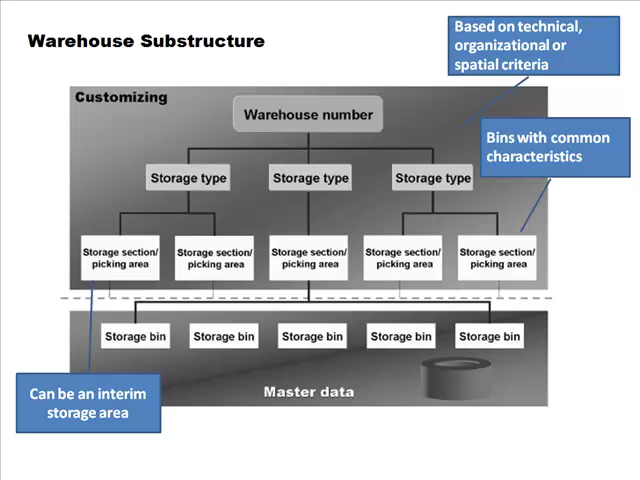 Warehouse Substructure
Based on technical,
organizational or
spatial criteria
Customizing
Warehouse number
Bins with common
characteristics
Storage type
Storage type
Storage type
Storage section/
picking area
Storage section/
picking area
Storage section/
picking area
Storage section/
picking area
Storage section/
picking area
Storage bin
Storage bin
Storage bin
Storage bin
Storage bin
Can be an interim
storage area
Master data